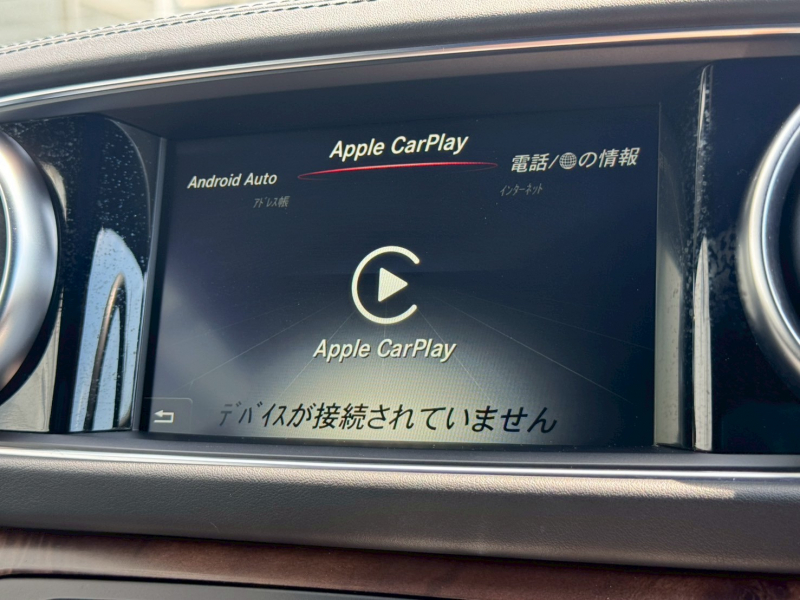 Apple CarPlay
Android Auto
電話/の情報
ｱﾄﾞﾚｽ帳
ｲﾝﾀｰﾈｯﾄ
Apple CarPlay
ﾃﾞﾊﾞｲｽが接続されていません